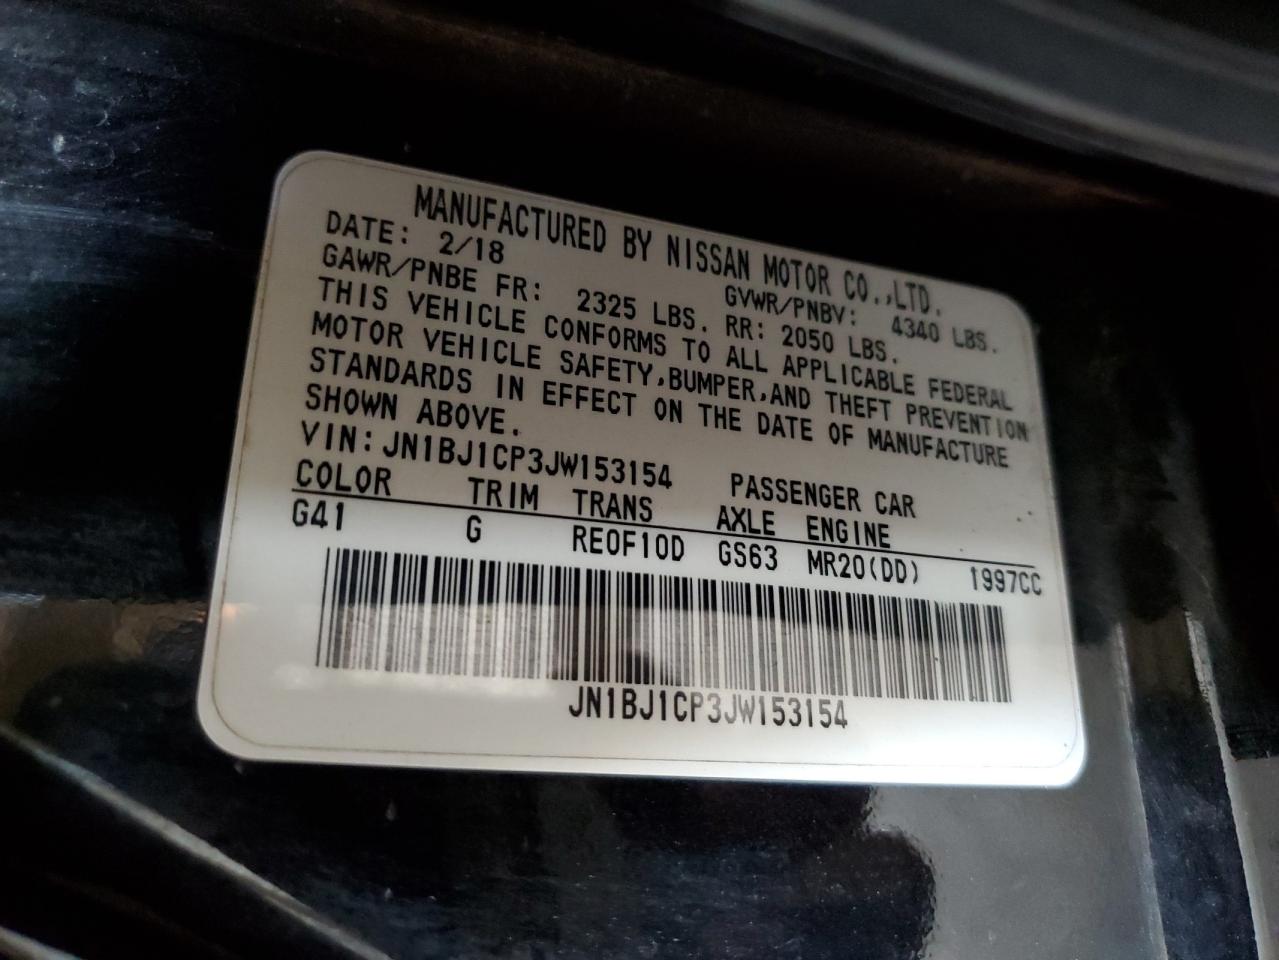 MANUFACTURED BY NISSAN MOTOR CO.,LTD.
DATE: 2/18 GVWR/PNBV: 4340 LBS.
GAWR/PNBE FR: 2325 LBS. RR: 2050 LBS.
THIS VEHICLE CONFORMS TO ALL APPLICABLE FEDERAL
MOTOR VEHICLE SAFETY,BUMPER,AND THEFT PREVENTION
STANDARDS IN EFFECT ON THE DATE OF MANUFACTURE
SHOWN ABOVE.
VIN: JN1BJ1CP3JW153154 PASSENGER CAR
COLOR TRIM TRANS AXLE ENGINE
G41 G RE0F10D GS63 MR20(DD) 1997CC
JN1BJ1CP3JW153154